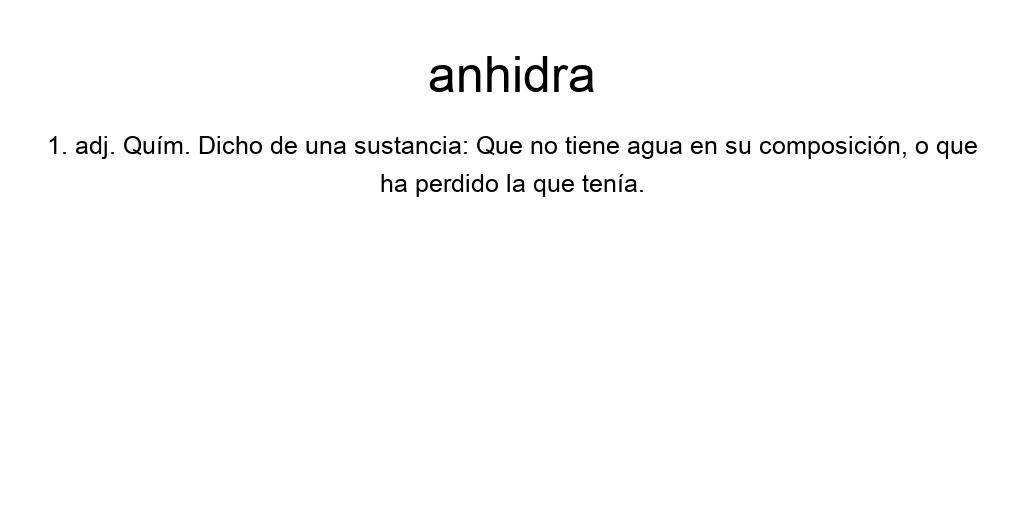 anhidra
1. adj. Quím. Dicho de una sustancia: Que no tiene agua en su composición, o que
ha perdido la que tenía.